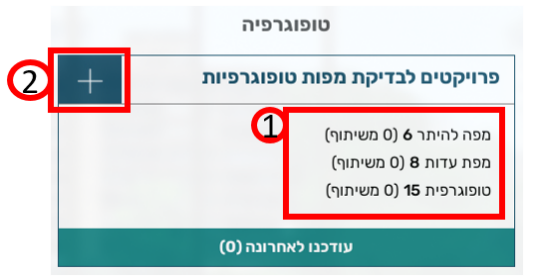 טופוגרפיה
פרויקטים לבדיקת מפות טופוגרפיות
2
1
מפה להיתר 6 (0 משיתוף)
מפת עדות 8 (0 משיתוף)
טופוגרפית 15 (0 משיתוף)
עודכנו לאחרונה (0)